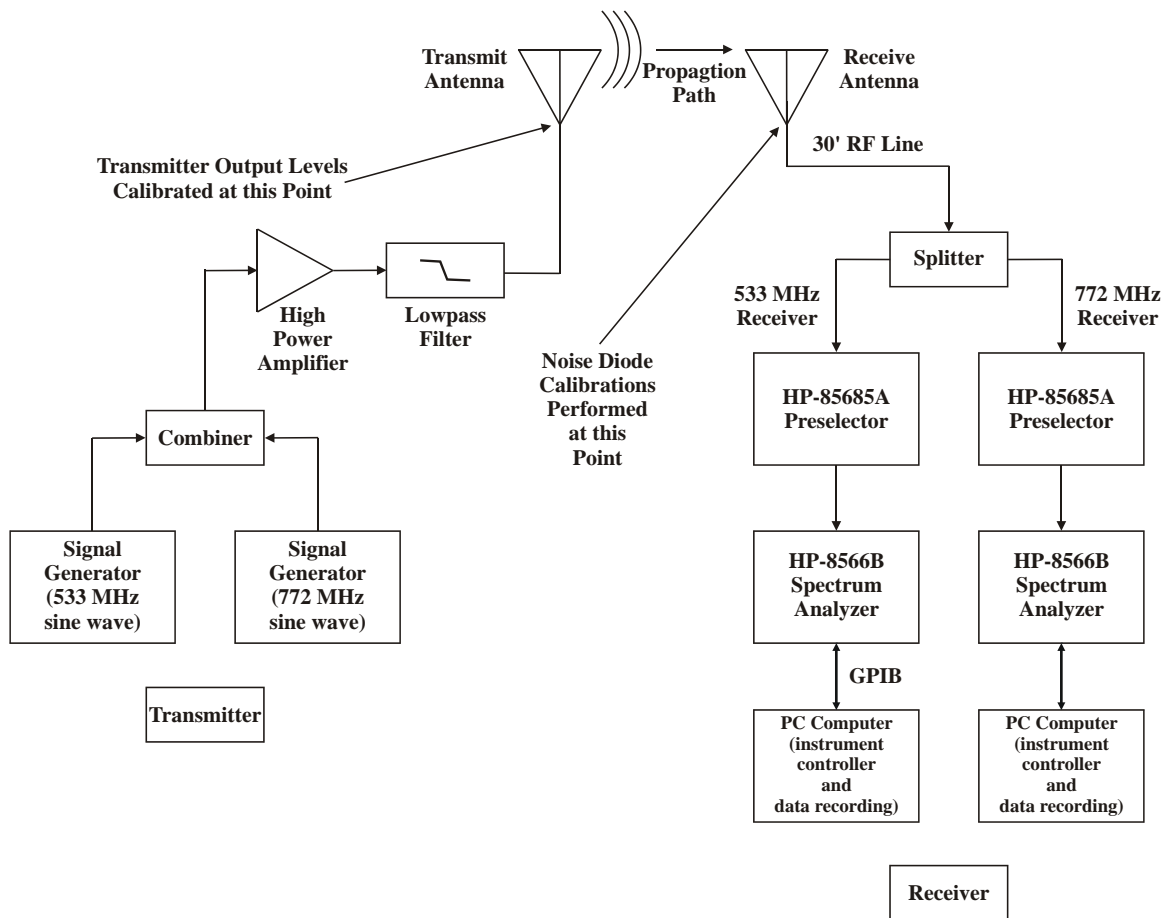 Transmit
Antenna
Propagtion
Path
Receive
Antenna
30' RF Line
Transmitter Output Levels
Calibrated at this Point
Splitter
533 MHz
Receiver
772 MHz
Receiver
High
Power
Amplifier
Lowpass
Filter
Noise Diode
Calibrations
Performed
at this
Point
HP-85685A
Preselector
HP-85685A
Preselector
Combiner
Signal
Generator
(533 MHz
sine wave)
Signal
Generator
(772 MHz
sine wave)
HP-8566B
Spectrum
Analyzer
HP-8566B
Spectrum
Analyzer
GPIB
Transmitter
PC Computer
(instrument
controller
and
data recording)
PC Computer
(instrument
controller
and
data recording)
Receiver